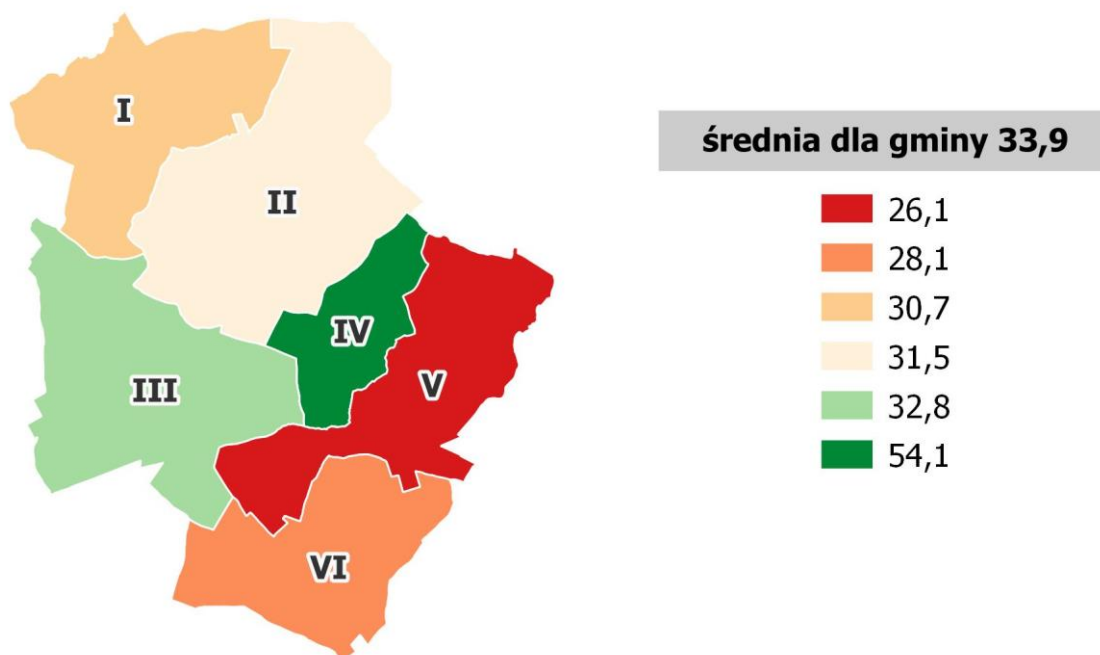 I
II
III
IV
V
VI
średnia dla gminy 33,9
26,1
28,1
30,7
31,5
32,8
54,1